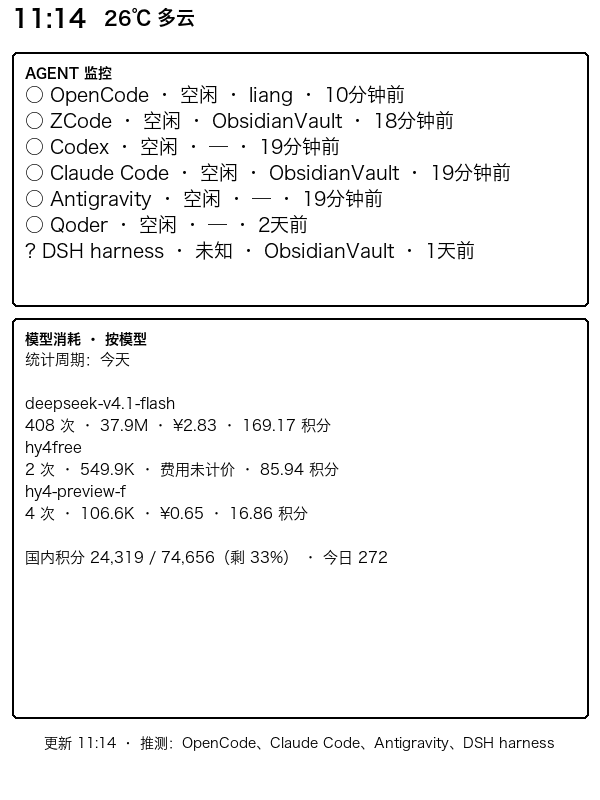 11:14 26℃ 多云
AGENT 监控
○ OpenCode · 空闲 · liang · 10分钟前
○ ZCode · 空闲 · ObsidianVault · 18分钟前
○ Codex · 空闲 · — · 19分钟前
○ Claude Code · 空闲 · ObsidianVault · 19分钟前
○ Antigravity · 空闲 · — · 19分钟前
○ Qoder · 空闲 · — · 2天前
? DSH harness · 未知 · ObsidianVault · 1天前
模型消耗 · 按模型
统计周期：今天
deepseek-v4.1-flash
408 次 · 37.9M · ¥2.83 · 169.17 积分
hy4free
2 次 · 549.9K · 费用未计价 · 85.94 积分
hy4-preview-f
4 次 · 106.6K · ¥0.65 · 16.86 积分
国内积分 24,319 / 74,656（剩 33%） · 今日 272
更新 11:14 · 推测：OpenCode、Claude Code、Antigravity、DSH harness